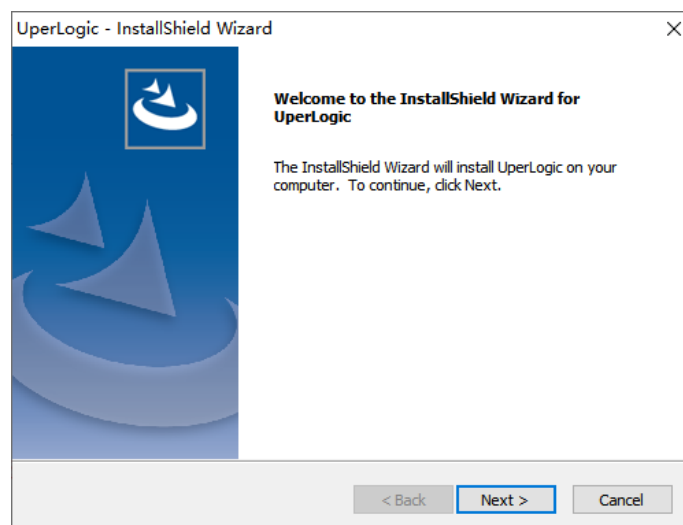 UperLogic - InstallShield Wizard
Welcome to the InstallShield Wizard for
UperLogic
The InstallShield Wizard will install UperLogic on your
computer. To continue, click Next.
< Back
Next >
Cancel